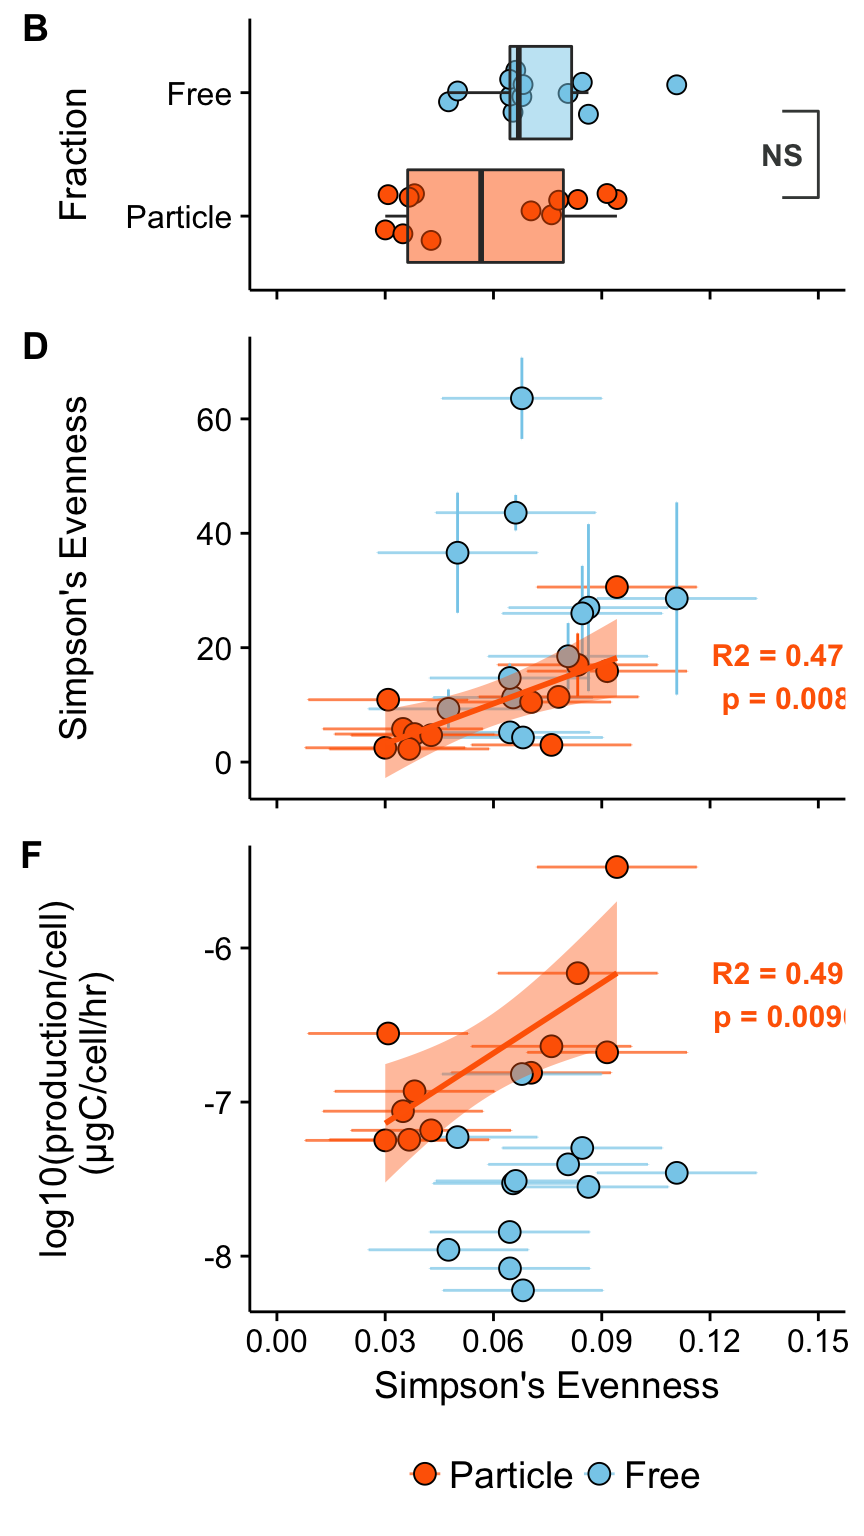 B
Fraction
Free
Particle
NS
D
Simpson's Evenness
60
40
20
0
R2 = 0.47
p = 0.008
F
log10(production/cell)
(µgC/cell/hr)
-6
-7
-8
R2 = 0.49
p = 0.009
0.00 0.03 0.06 0.09 0.12 0.15
Simpson's Evenness
Particle Free